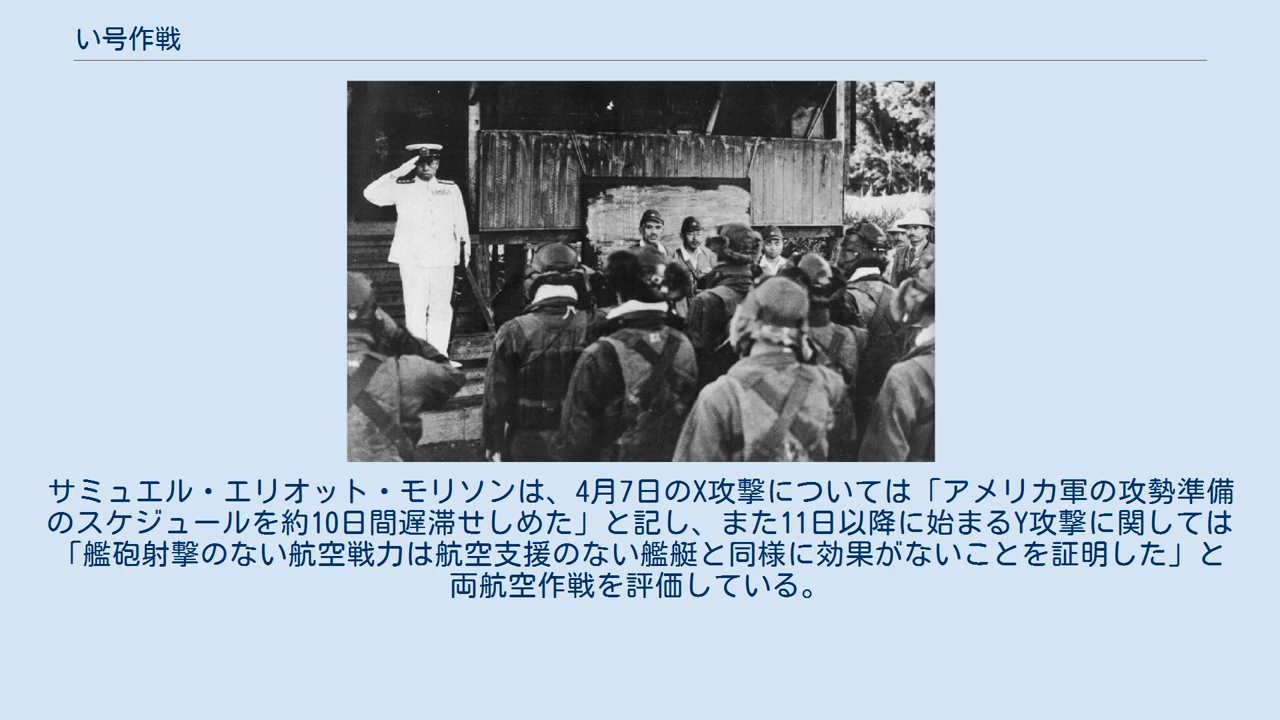 い号作戦
サミュエル・エリオット・モリソンは、4月7日のX攻撃については「アメリカ軍の攻勢準備
のスケジュールを約10日間遅滞せしめた」と記し、また11日以降に始まるY攻撃に関しては
「艦砲射撃のない航空戦力は航空支援のない艦艇と同様に効果がないことを証明した」と
両航空作戦を評価している。